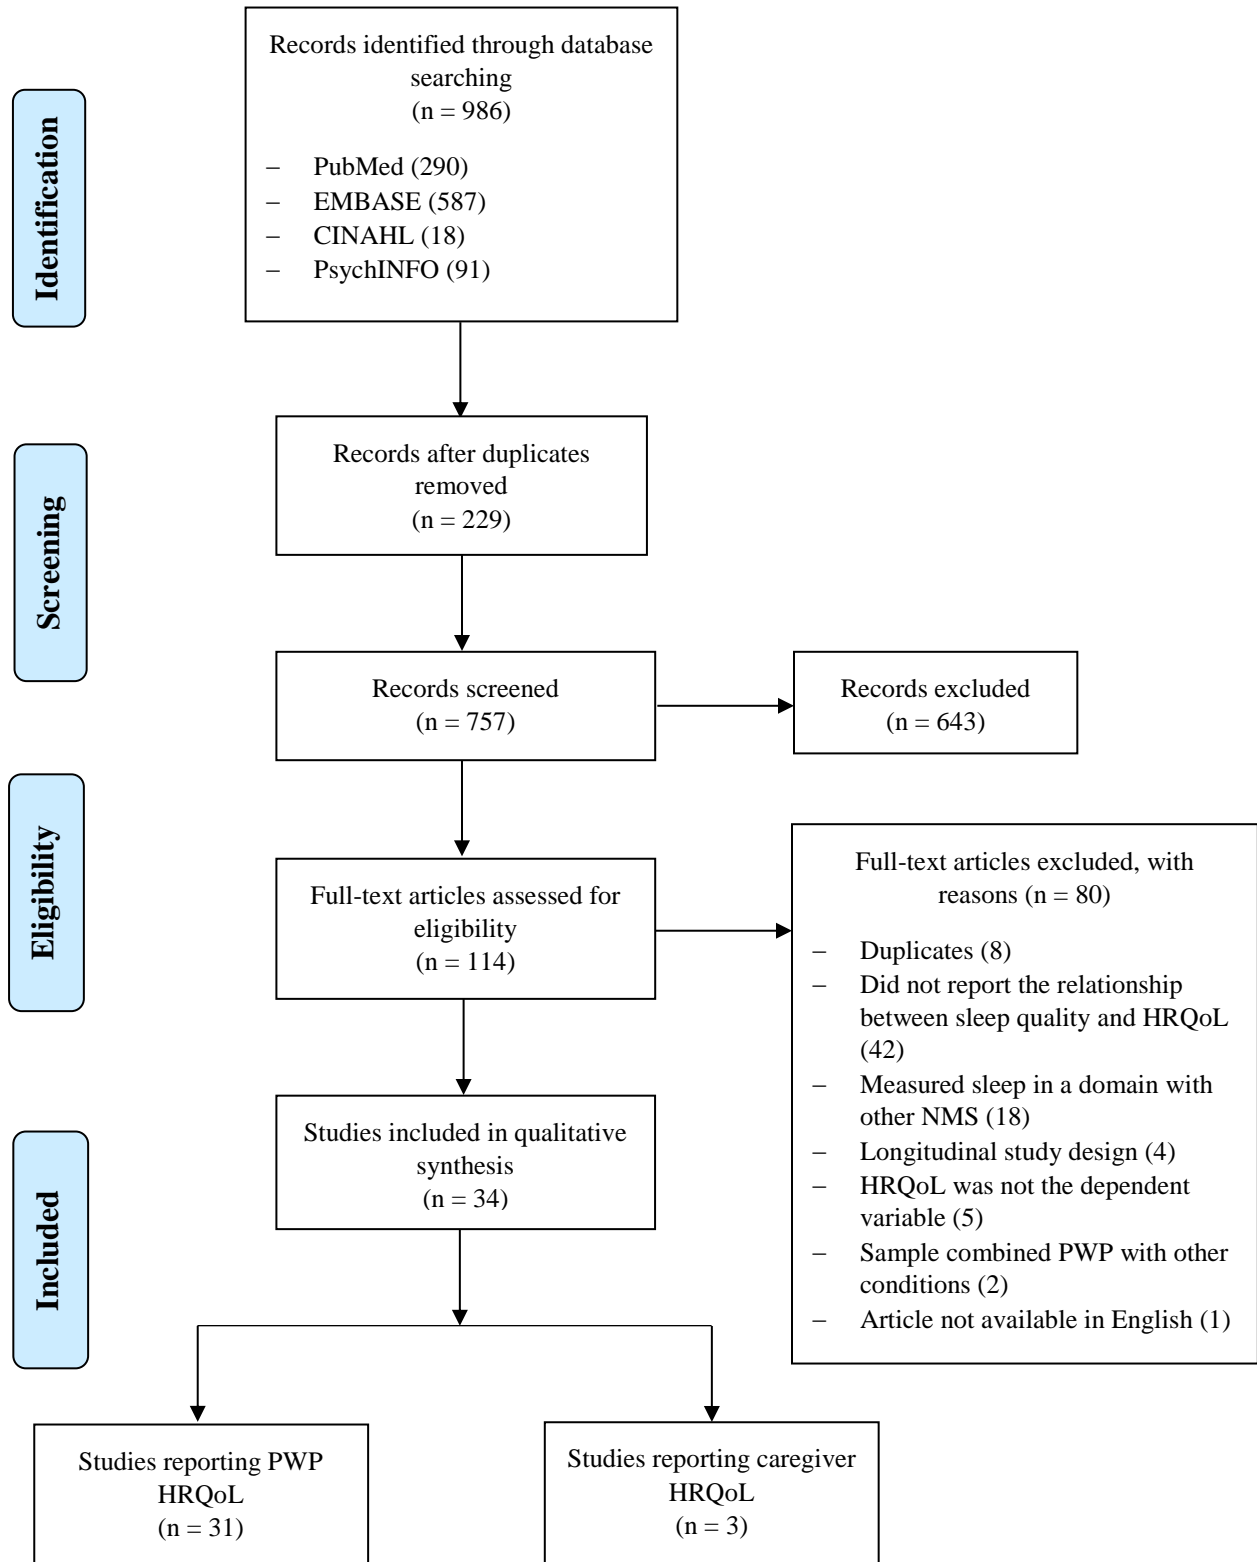 Identification
Records identified through database
searching
(n = 986)
– PubMed (290)
– EMBASE (587)
– CINAHL (18)
– PsychINFO (91)
Screening
Records after duplicates
removed
(n = 229)
Records screened
(n = 757)
Records excluded
(n = 643)
Eligibility
Full-text articles assessed for
eligibility
(n = 114)
Full-text articles excluded, with
reasons (n = 80)
– Duplicates (8)
– Did not report the relationship
between sleep quality and HRQoL
(42)
– Measured sleep in a domain with
other NMS (18)
– Longitudinal study design (4)
– HRQoL was not the dependent
variable (5)
– Sample combined PWP with other
conditions (2)
– Article not available in English (1)
Included
Studies included in qualitative
synthesis
(n = 34)
Studies reporting PWP
HRQoL
(n = 31)
Studies reporting caregiver
HRQoL
(n = 3)